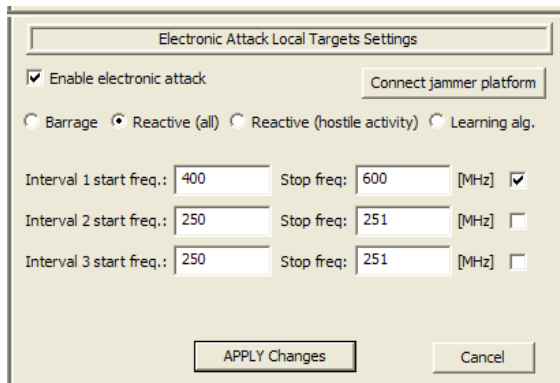 Electronic Attack Local Targets Settings
Enable electronic attack
Connect jammer platform
Barrage Reactive (all) Reactive (hostile activity) Learning alg.
Interval 1 start freq.: 400 Stop freq: 600 [MHz]
Interval 2 start freq.: 250 Stop freq: 251 [MHz]
Interval 3 start freq.: 250 Stop freq: 251 [MHz]
APPLY Changes Cancel